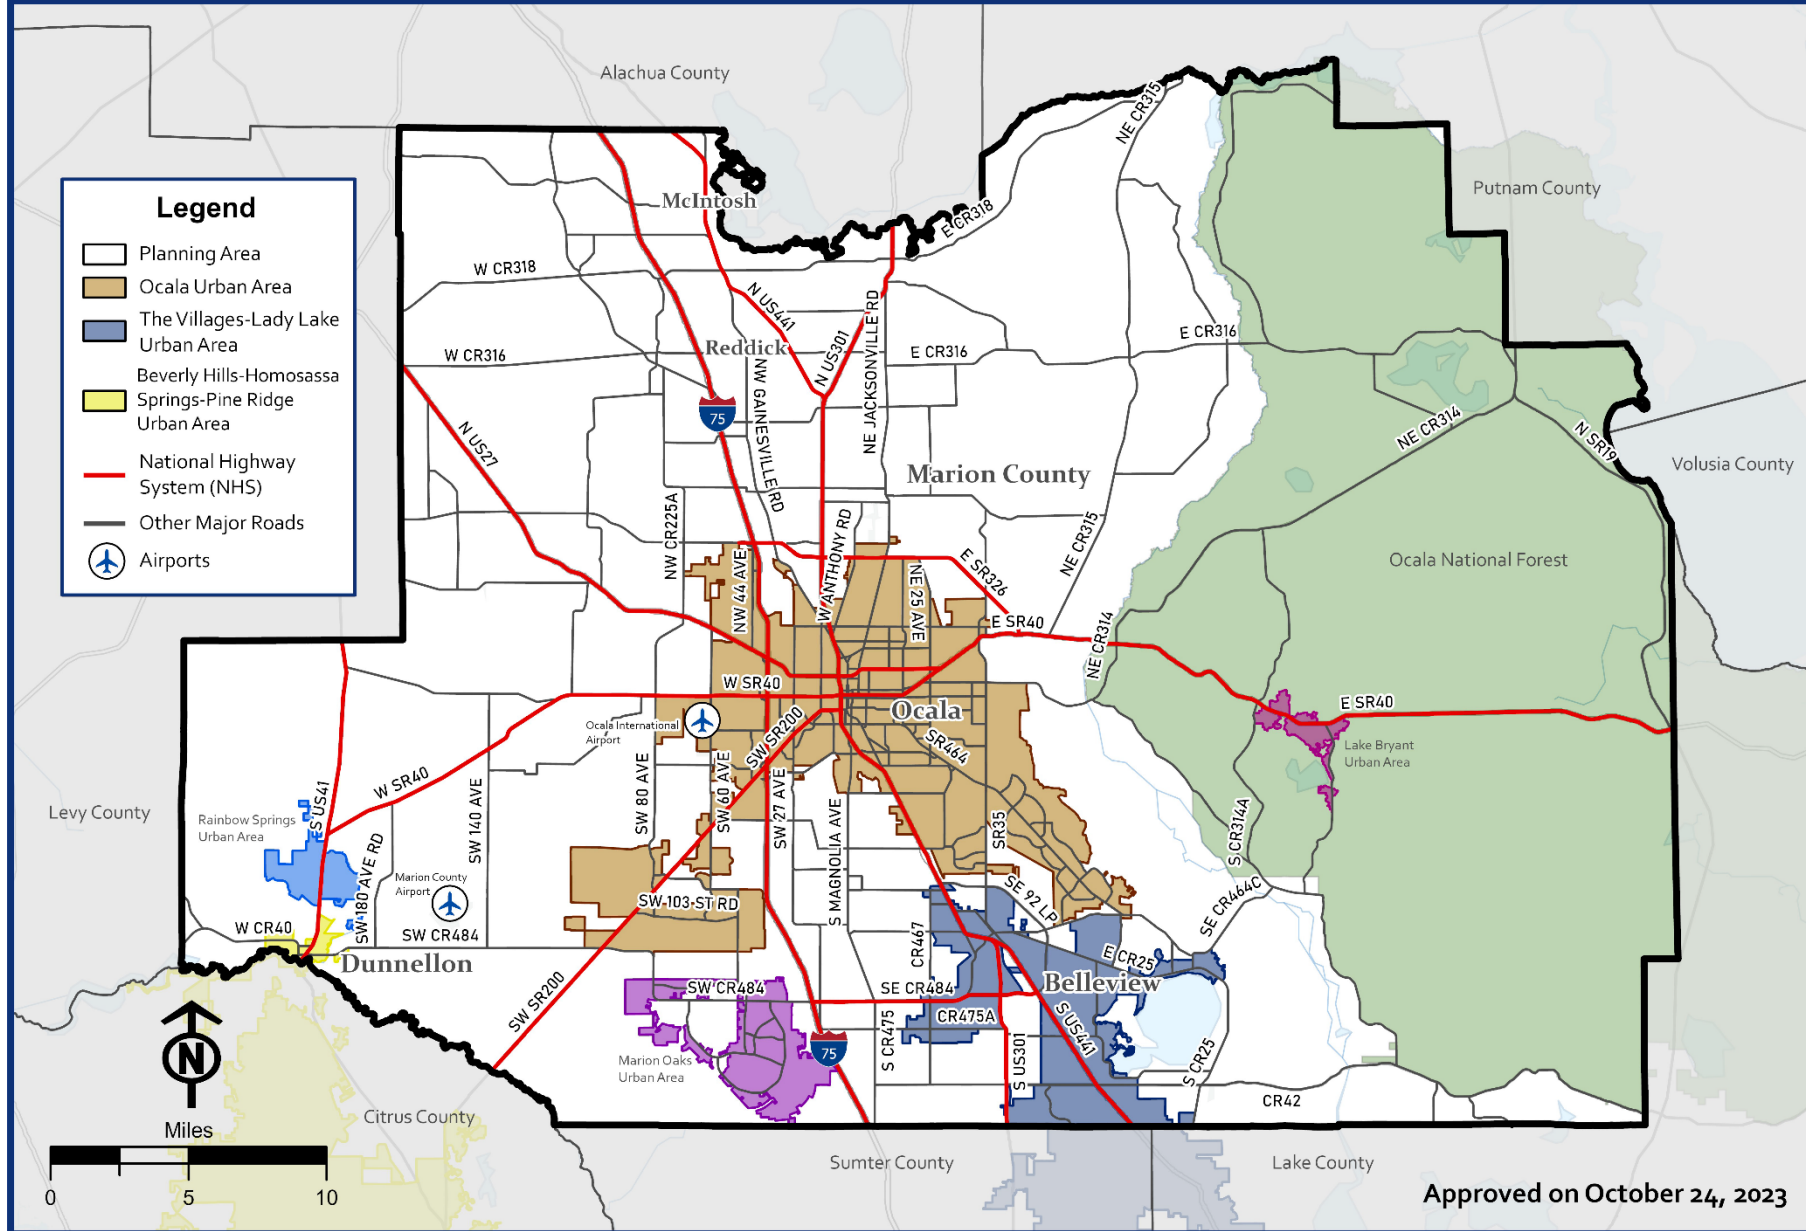 Alachua County
Putnam County
Volusia County
Levy County
Citrus County
Sumter County
Lake County
Marion County
Ocala National Forest
Legend
Planning Area
Ocala Urban Area
The Villages-Lady Lake
Urban Area
Beverly Hills-Homosassa
Springs-Pine Ridge
Urban Area
National Highway
System (NHS)
Other Major Roads
Airports
McIntosh
Reddick
Ocala
Dunnellon
Belleview
NE CR315
E CR318
W CR318
N US441
N US301
NE JACKSONVILLE RD
E CR316
E CR316
W CR316
75
NW GAINESVILLE RD
N US27
NE CR314
N SR19
NW CR225A
NW 44 AVE
W ANTHONY RD
NE 25 AVE
E SR326
NE CR315
E SR40
NE CR314
W SR40
E SR40
Ocala International
Airport
SW SR200
SR464
Lake Bryant
Urban Area
S US41
W SR40
SW 140 AVE
SW 80 AVE
SW 60 AVE
SW 27 AVE
S MAGNOLIA AVE
SR35
S CR314A
Rainbow Springs
Urban Area
SW 180 AVE RD
Marion County
Airport
SW 103 ST RD
SE 92 LP
SE CR464C
W CR40
SW CR484
CR467
E CR25
SW SR200
SW CR484
SE CR484
CR475A
S US441
S CR475
S US301
S CR25
75
Marion Oaks
Urban Area
CR42
N
Miles
0
5
10
Approved on October 24, 2023